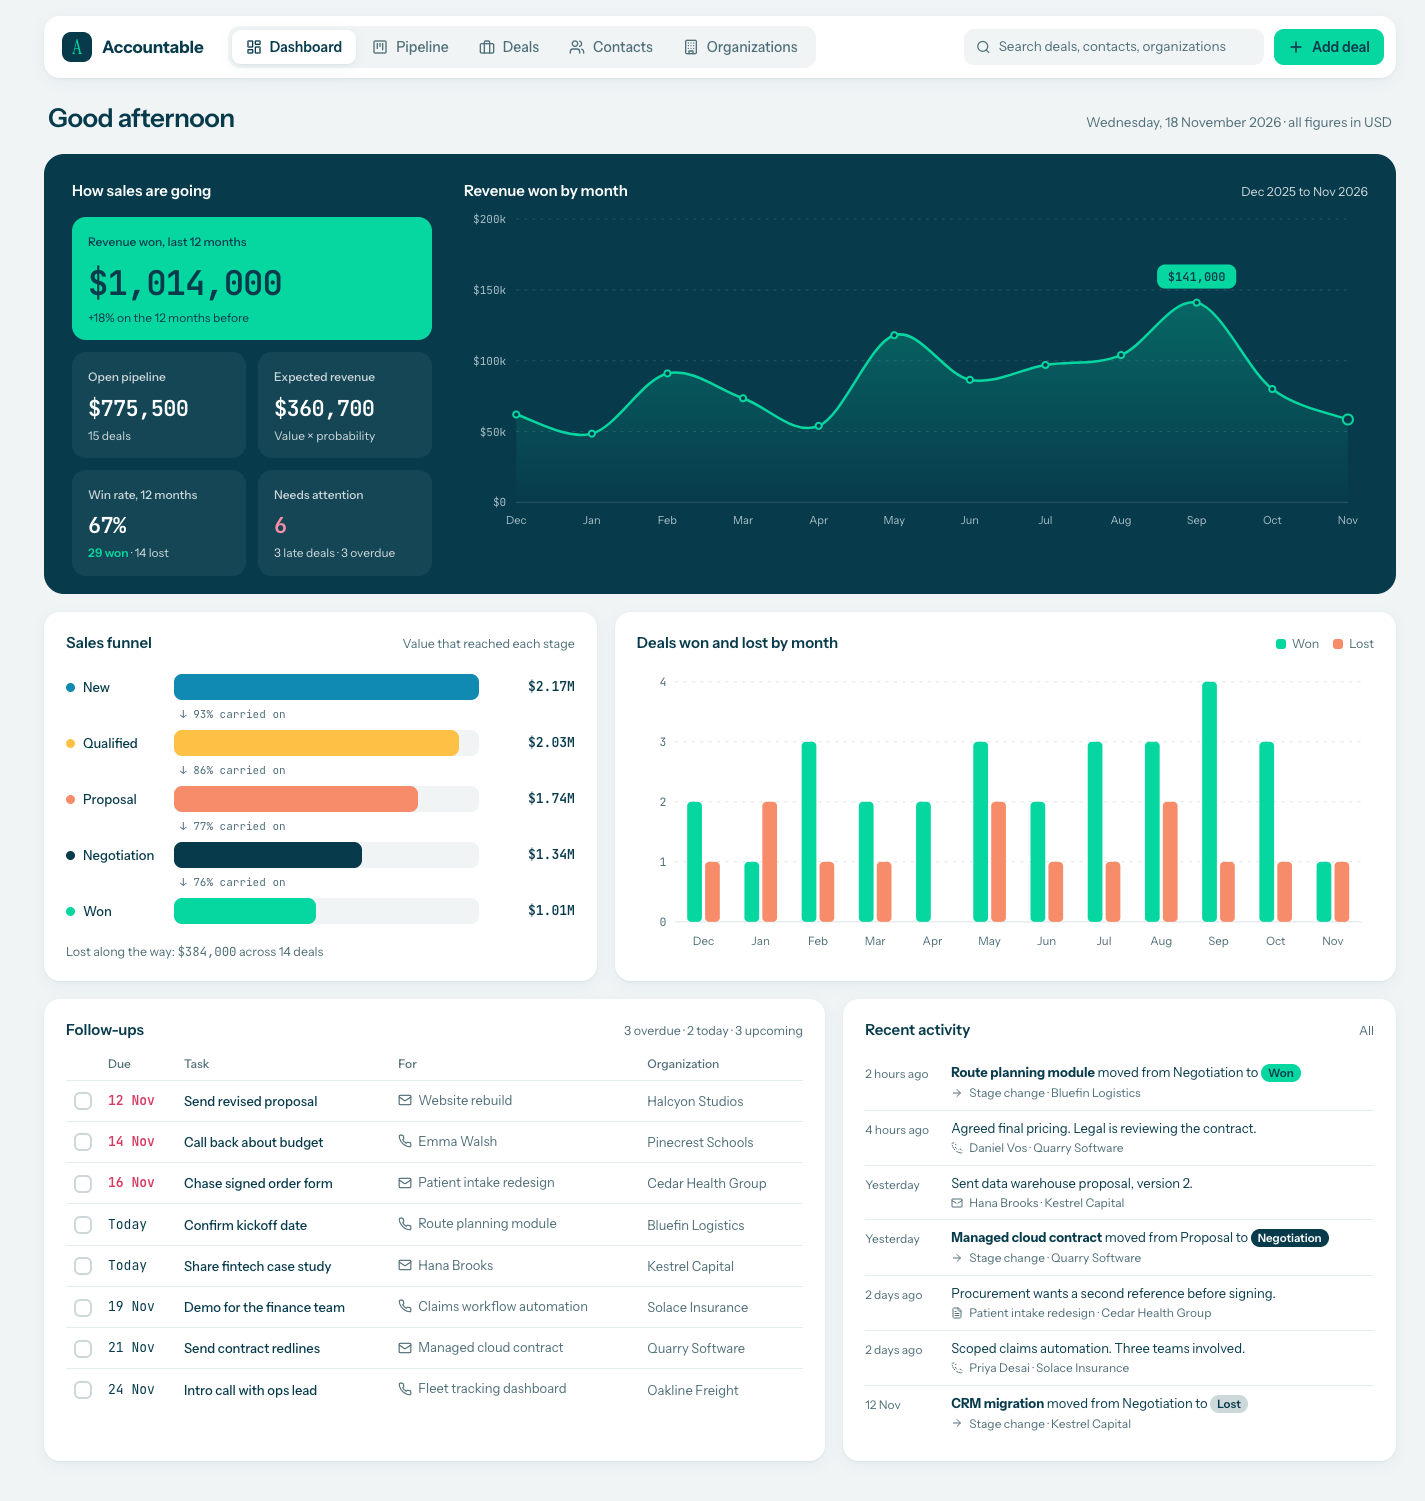 A Accountable Dashboard Pipeline Deals Contacts Organizations Search deals, contacts, organizations + Add deal
Good afternoon
Wednesday, 18 November 2026 · all figures in USD
How sales are going
Revenue won, last 12 months
$1,014,000
+18% on the 12 months before
Open pipeline
$775,500
15 deals
Expected revenue
$360,700
Value × probability
Win rate, 12 months
67%
29 won · 14 lost
Needs attention
6
3 late deals · 3 overdue
Revenue won by month
Dec 2025 to Nov 2026
$200k
$150k
$100k
$50k
$0
$141,000
Dec Jan Feb Mar Apr May Jun Jul Aug Sep Oct Nov
Sales funnel
Value that reached each stage
New $2.17M
↓ 93% carried on
Qualified $2.03M
↓ 86% carried on
Proposal $1.74M
↓ 77% carried on
Negotiation $1.34M
↓ 76% carried on
Won $1.01M
Lost along the way: $384,000 across 14 deals
Deals won and lost by month
Won Lost
4
3
2
1
0
Dec Jan Feb Mar Apr May Jun Jul Aug Sep Oct Nov
Follow-ups
3 overdue · 2 today · 3 upcoming
Due Task For Organization
12 Nov Send revised proposal Website rebuild Halcyon Studios
14 Nov Call back about budget Emma Walsh Pinecrest Schools
16 Nov Chase signed order form Patient intake redesign Cedar Health Group
Today Confirm kickoff date Route planning module Bluefin Logistics
Today Share fintech case study Hana Brooks Kestrel Capital
19 Nov Demo for the finance team Claims workflow automation Solace Insurance
21 Nov Send contract redlines Managed cloud contract Quarry Software
24 Nov Intro call with ops lead Fleet tracking dashboard Oakline Freight
Recent activity
All
2 hours ago Route planning module moved from Negotiation to Won
→ Stage change · Bluefin Logistics
4 hours ago Agreed final pricing. Legal is reviewing the contract.
Daniel Vos · Quarry Software
Yesterday Sent data warehouse proposal, version 2.
Hana Brooks · Kestrel Capital
Yesterday Managed cloud contract moved from Proposal to Negotiation
→ Stage change · Quarry Software
2 days ago Procurement wants a second reference before signing.
Patient intake redesign · Cedar Health Group
2 days ago Scoped claims automation. Three teams involved.
Priya Desai · Solace Insurance
12 Nov CRM migration moved from Negotiation to Lost
→ Stage change · Kestrel Capital